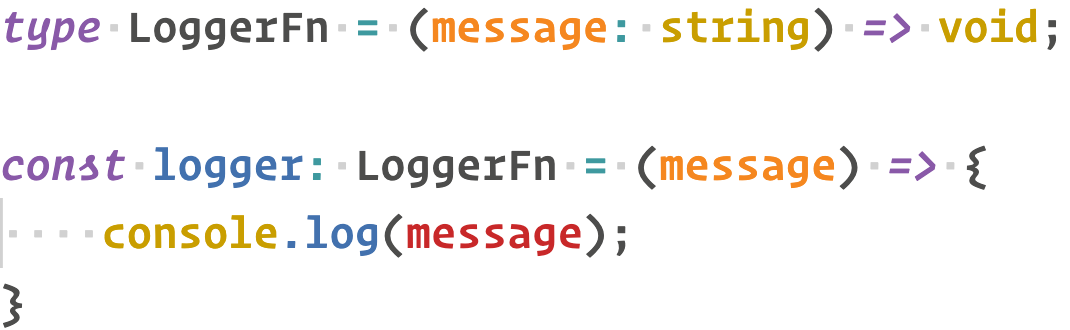 type LoggerFn = (message: string) => void;

const logger: LoggerFn = (message) => {
    console.log(message);
}